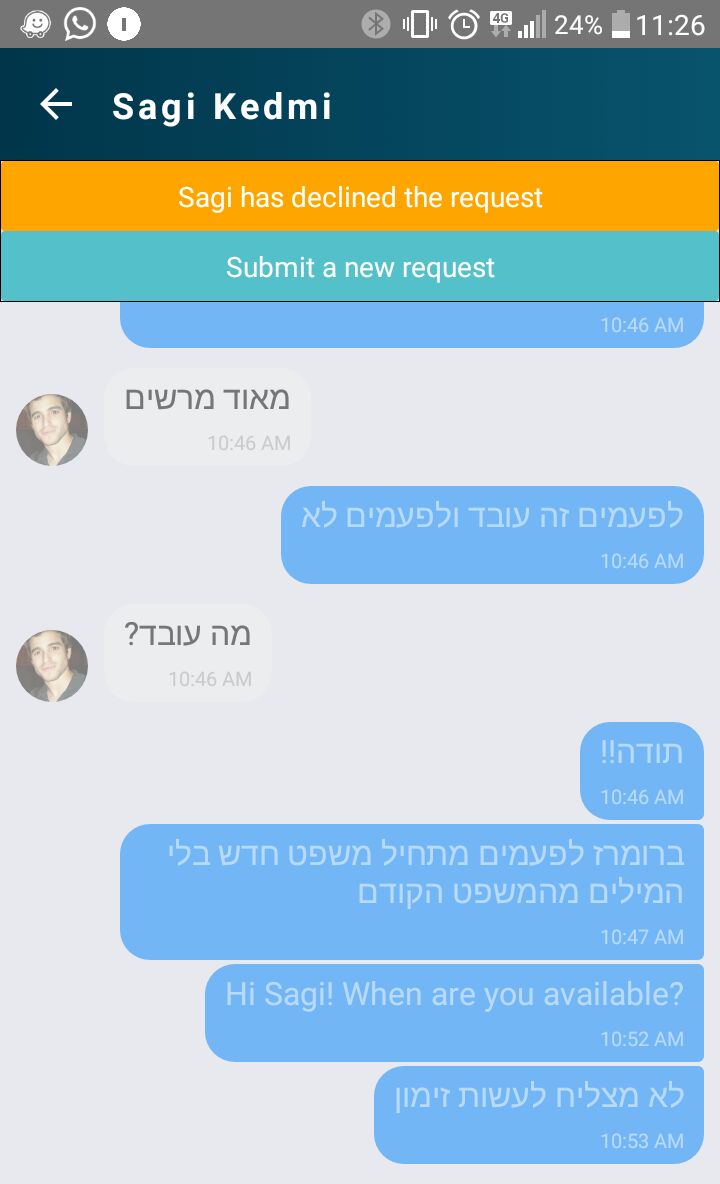 4G 24% 11:26
Sagi Kedmi
Sagi has declined the request
Submit a new request
10:46 AM
מאוד מרשים
10:46 AM
לפעמים זה עובד ולפעמים לא
10:46 AM
מה עובד?
10:46 AM
תודה!!
10:46 AM
ברומרז לפעמים מתחיל משפט חדש בלי
המילים מהמשפט הקודם
10:47 AM
Hi Sagi! When are you available?
10:52 AM
לא מצליח לעשות זימון
10:53 AM